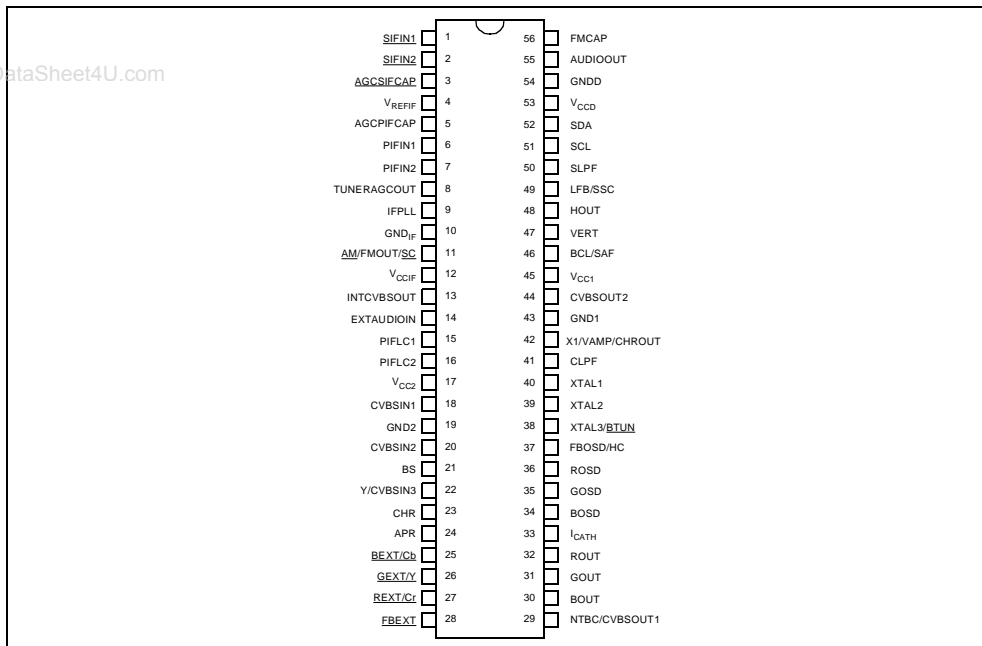 SIFIN1 1 56 FMCAP
SIFIN2 2 55 AUDIOOUT
DataSheet4U.com
AGCSIFCAP 3 54 GNDD
VREFIF 4 53 VCCD
AGCPIFCAP 5 52 SDA
PIFIN1 6 51 SCL
PIFIN2 7 50 SLPF
TUNERAGCOUT 8 49 LFB/SSC
IFPLL 9 48 HOUT
GNDIF 10 47 VERT
AM/FMOUT/SC 11 46 BCL/SAF
VCCIF 12 45 VCC1
INTCVBSOUT 13 44 CVBSOUT2
EXTAUDIOIN 14 43 GND1
PIFLC1 15 42 X1/VAMP/CHROUT
PIFLC2 16 41 CLPF
VCC2 17 40 XTAL1
CVBSIN1 18 39 XTAL2
GND2 19 38 XTAL3/BTUN
CVBSIN2 20 37 FBOSD/HC
BS 21 36 ROSD
Y/CVBSIN3 22 35 GOSD
CHR 23 34 BOSD
APR 24 33 ICATH
BEXT/Cb 25 32 ROUT
GEXT/Y 26 31 GOUT
REXT/Cr 27 30 BOUT
FBEXT 28 29 NTBC/CVBSOUT1